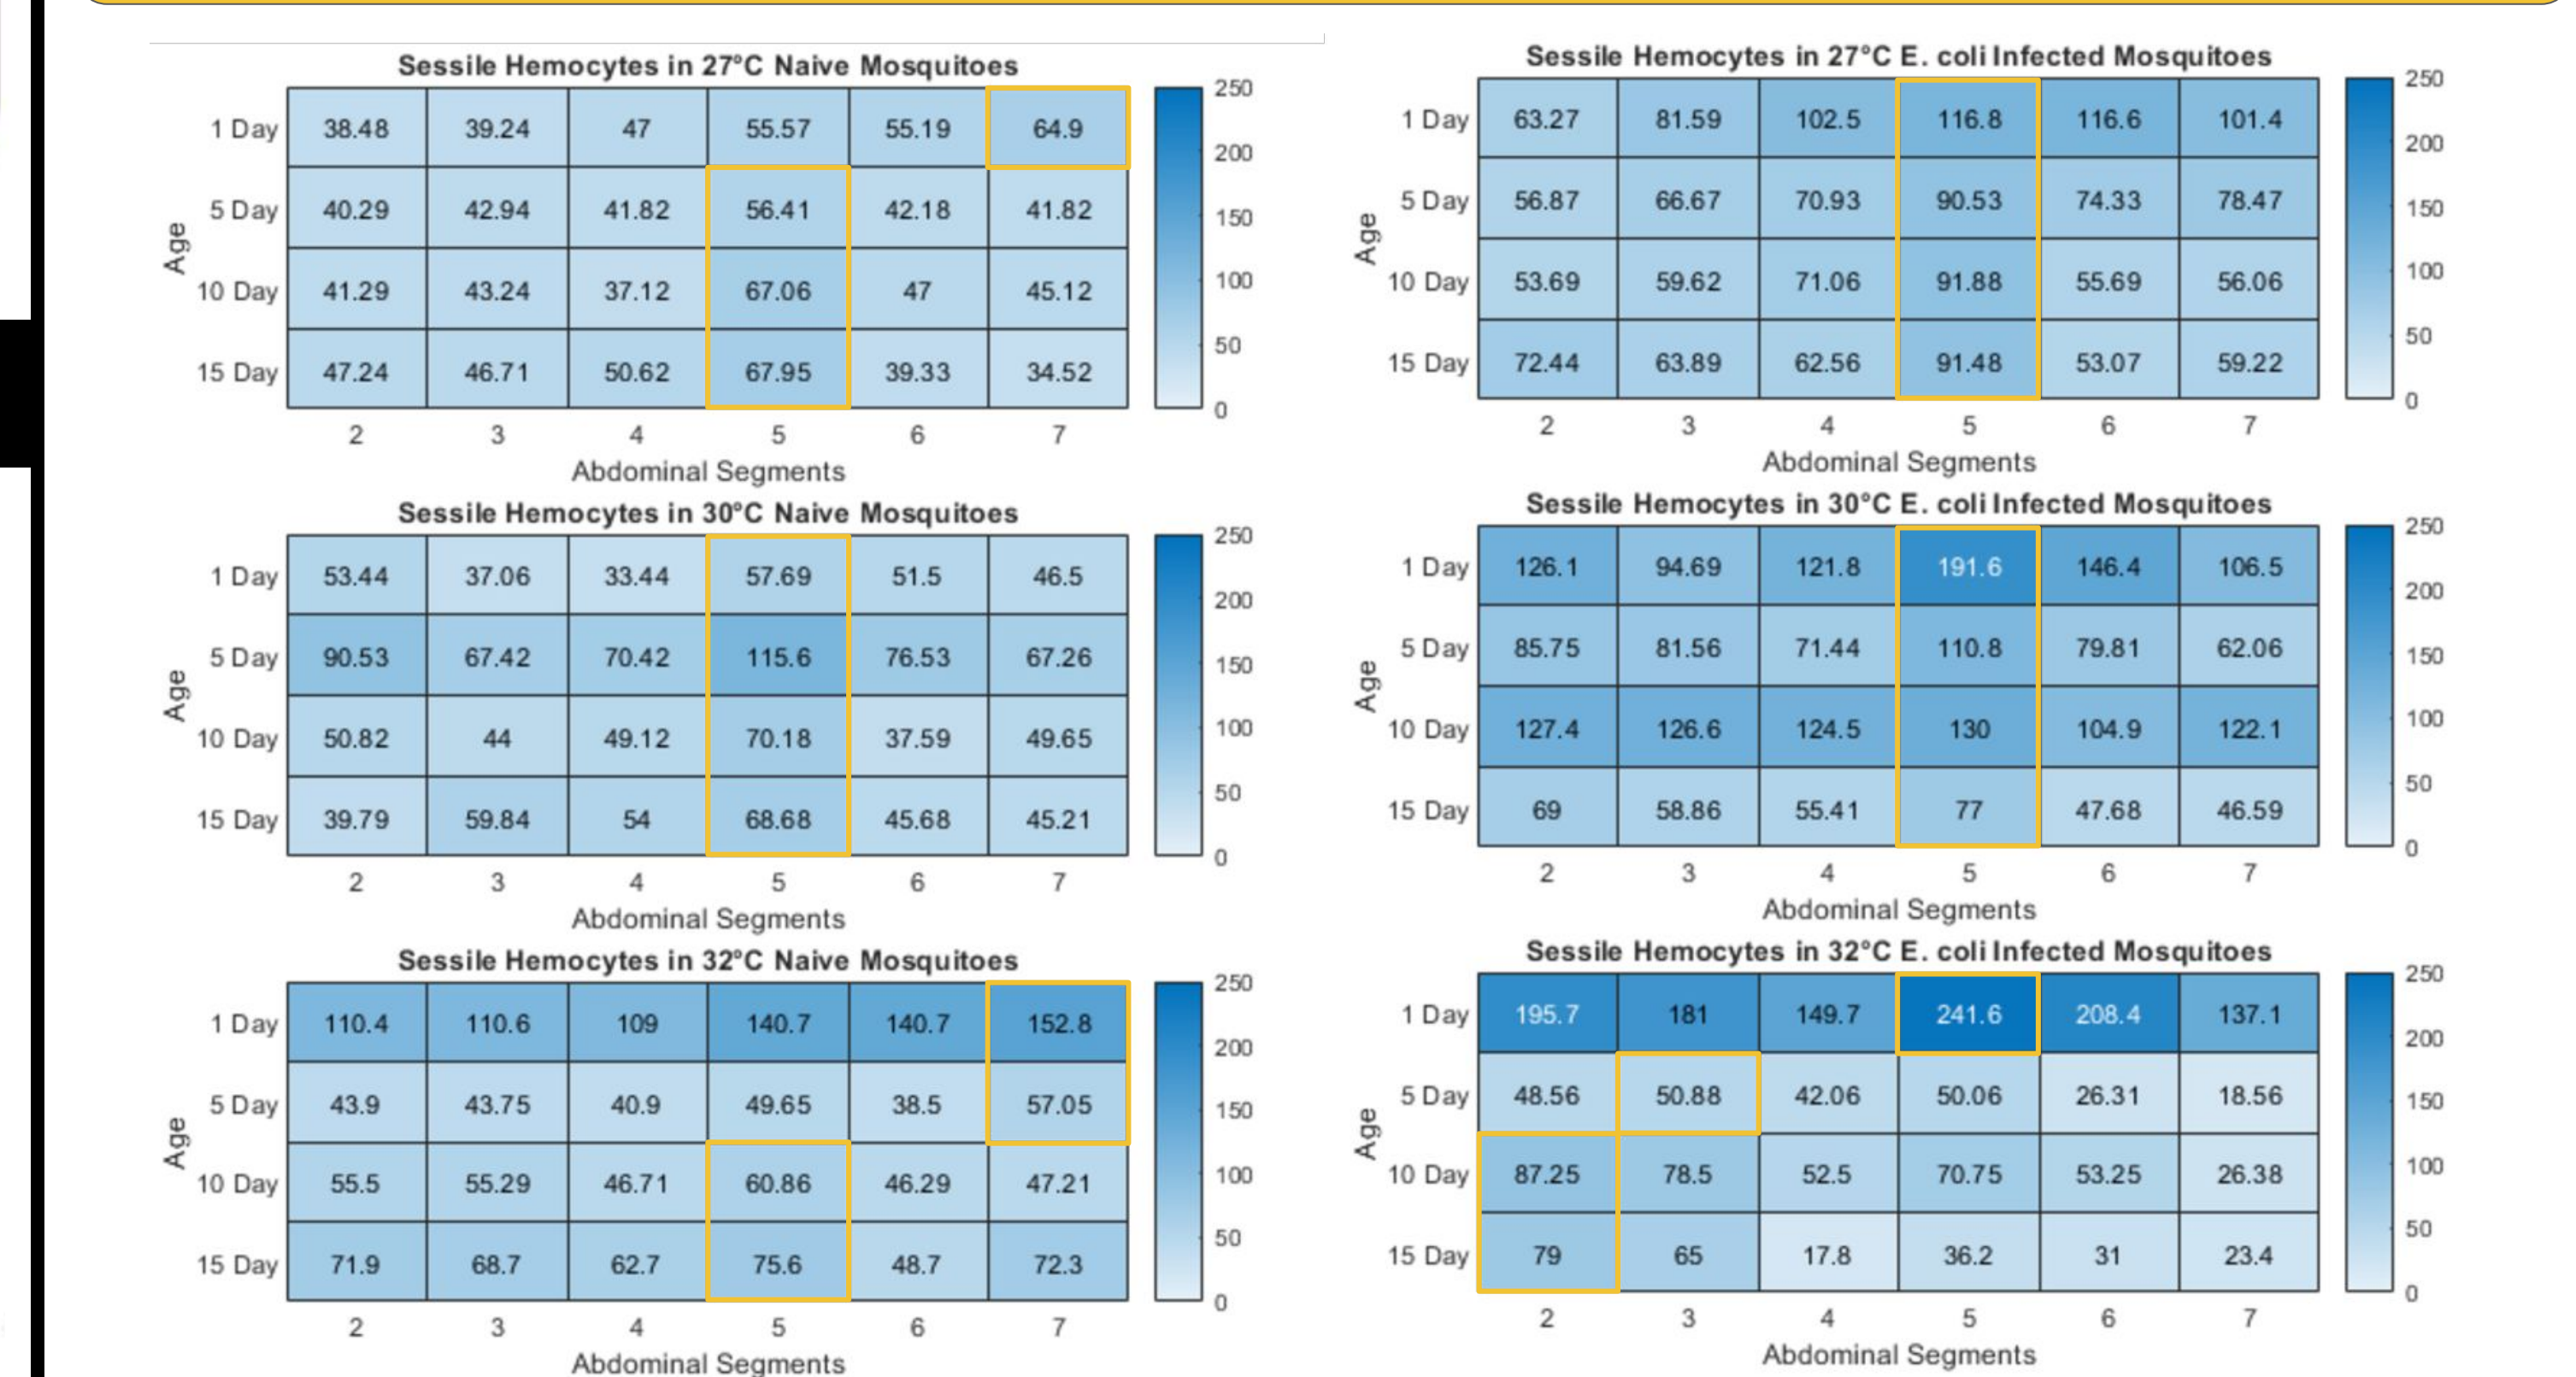 Sessile Hemocytes in 27°C Naive Mosquitoes
1 Day 38.48 39.24 47 55.57 55.19 64.9
5 Day 40.29 42.94 41.82 56.41 42.18 41.82
10 Day 41.29 43.24 37.12 67.06 47 45.12
15 Day 47.24 46.71 50.62 67.95 39.33 34.52
Age
2 3 4 5 6 7
Abdominal Segments
250
200
150
100
50
0
Sessile Hemocytes in 27°C E. coli Infected Mosquitoes
1 Day 63.27 81.59 102.5 116.8 116.6 101.4
5 Day 56.87 66.67 70.93 90.53 74.33 78.47
10 Day 53.69 59.62 71.06 91.88 55.69 56.06
15 Day 72.44 63.89 62.56 91.48 53.07 59.22
Age
2 3 4 5 6 7
Abdominal Segments
250
200
150
100
50
0
Sessile Hemocytes in 30°C Naive Mosquitoes
1 Day 53.44 37.06 33.44 57.69 51.5 46.5
5 Day 90.53 67.42 70.42 115.6 76.53 67.26
10 Day 50.82 44 49.12 70.18 37.59 49.65
15 Day 39.79 59.84 54 68.68 45.68 45.21
Age
2 3 4 5 6 7
Abdominal Segments
250
200
150
100
50
0
Sessile Hemocytes in 30°C E. coli Infected Mosquitoes
1 Day 126.1 94.69 121.8 191.6 146.4 106.5
5 Day 85.75 81.56 71.44 110.8 79.81 62.06
10 Day 127.4 126.6 124.5 130 104.9 122.1
15 Day 69 58.86 55.41 77 47.68 46.59
Age
2 3 4 5 6 7
Abdominal Segments
250
200
150
100
50
0
Sessile Hemocytes in 32°C Naive Mosquitoes
1 Day 110.4 110.6 109 140.7 140.7 152.8
5 Day 43.9 43.75 40.9 49.65 38.5 57.05
10 Day 55.5 55.29 46.71 60.86 46.29 47.21
15 Day 71.9 68.7 62.7 75.6 48.7 72.3
Age
2 3 4 5 6 7
Abdominal Segments
250
200
150
100
50
0
Sessile Hemocytes in 32°C E. coli Infected Mosquitoes
1 Day 195.7 181 149.7 241.6 208.4 137.1
5 Day 48.56 50.88 42.06 50.06 26.31 18.56
10 Day 87.25 78.5 52.5 70.75 53.25 26.38
15 Day 79 65 17.8 36.2 31 23.4
Age
2 3 4 5 6 7
Abdominal Segments
250
200
150
100
50
0